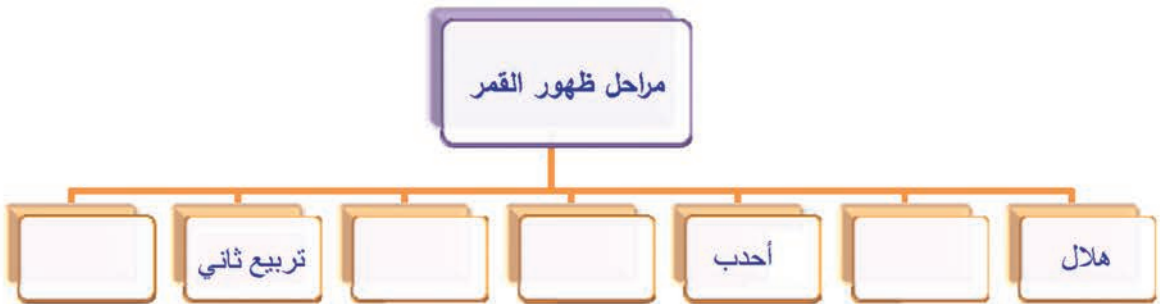 مراحل ظهور القمر
هلال
أحدب
تربيع ثاني